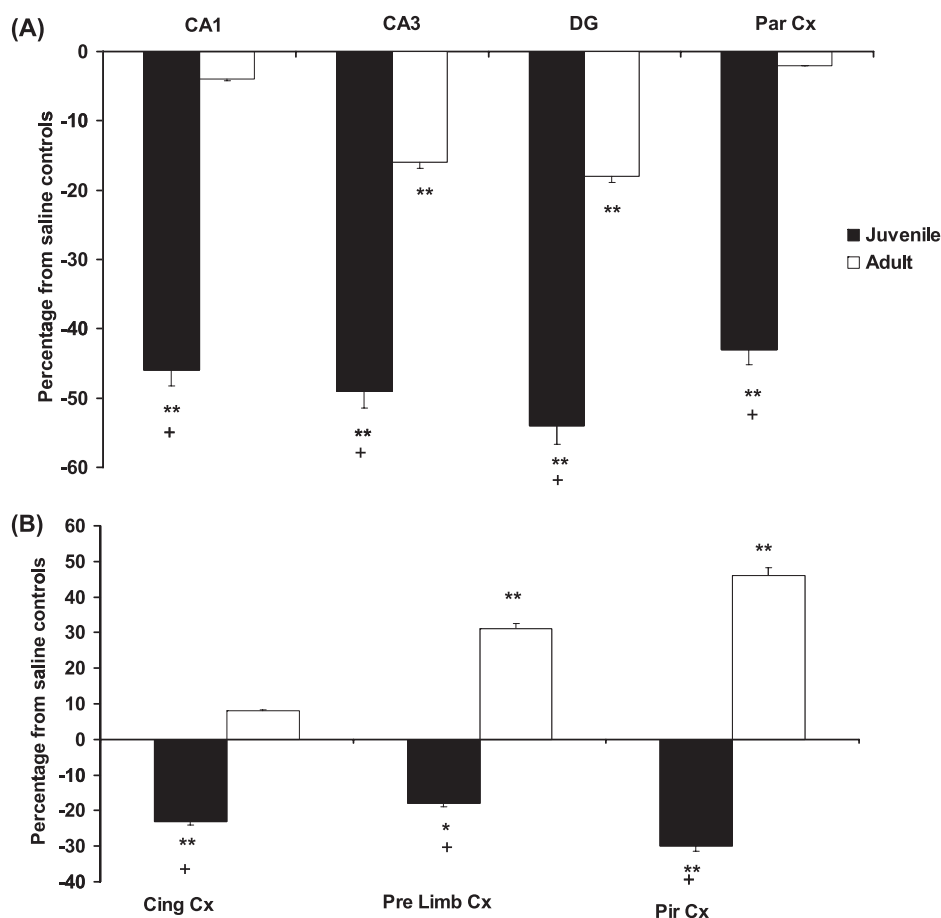 (A)
CA1 CA3 DG Par Cx
Percentage from saline controls
0
-10
-20
-30
-40
-50
-60
** **
Juvenile
Adult
** ** ** **
+ + + +
(B)
Percentage from saline controls
60
50
40
30
20
10
0
-10
-20
-30
-40
** **
** * **
+ + +
Cing Cx Pre Limb Cx Pir Cx